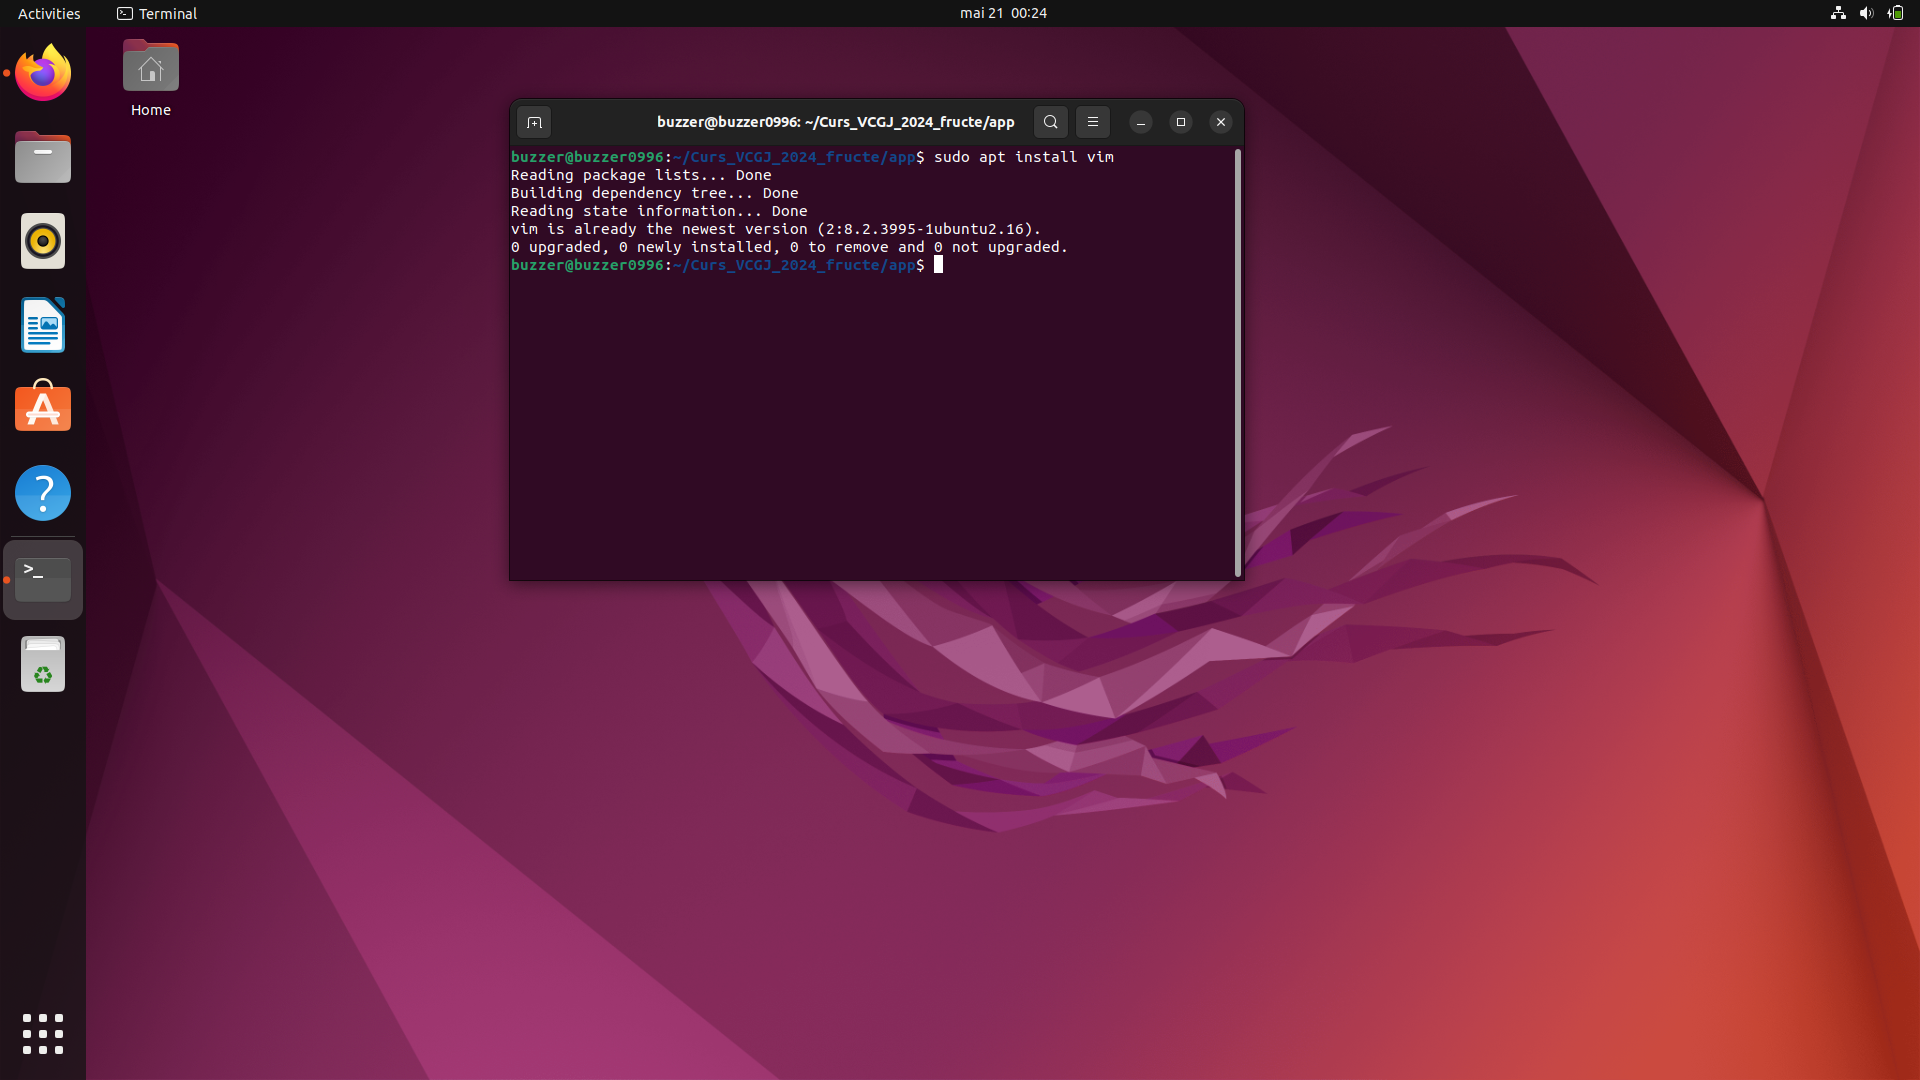 Activities
Terminal
mai 21 00:24
Home
buzzer@buzzer0996: ~/Curs_VCGJ_2024_fructe/app
buzzer@buzzer0996:~/Curs_VCGJ_2024_fructe/app$ sudo apt install vim
Reading package lists... Done
Building dependency tree... Done
Reading state information... Done
vim is already the newest version (2:8.2.3995-1ubuntu2.16).
0 upgraded, 0 newly installed, 0 to remove and 0 not upgraded.
buzzer@buzzer0996:~/Curs_VCGJ_2024_fructe/app$